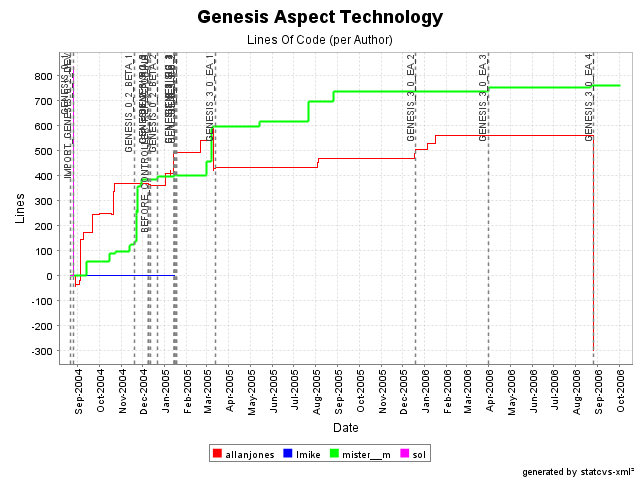 Genesis Aspect Technology
Lines Of Code (per Author)
Lines
800
700
600
500
400
300
200
100
0
-100
-200
-300
GENESIS_0_2_BETA_1
GENESIS_3_0_EA_1
GENESIS_3_0_EA_2
GENESIS_3_0_EA_3
GENESIS_3_0_EA_4
Sep-2004
Oct-2004
Nov-2004
Dec-2004
Jan-2005
Feb-2005
Mar-2005
Apr-2005
May-2005
Jun-2005
Jul-2005
Aug-2005
Sep-2005
Oct-2005
Nov-2005
Dec-2005
Jan-2006
Feb-2006
Mar-2006
Apr-2006
May-2006
Jun-2006
Jul-2006
Aug-2006
Sep-2006
Oct-2006
Date
allanjones lmike mister__m sol
generated by statcvs-xml²